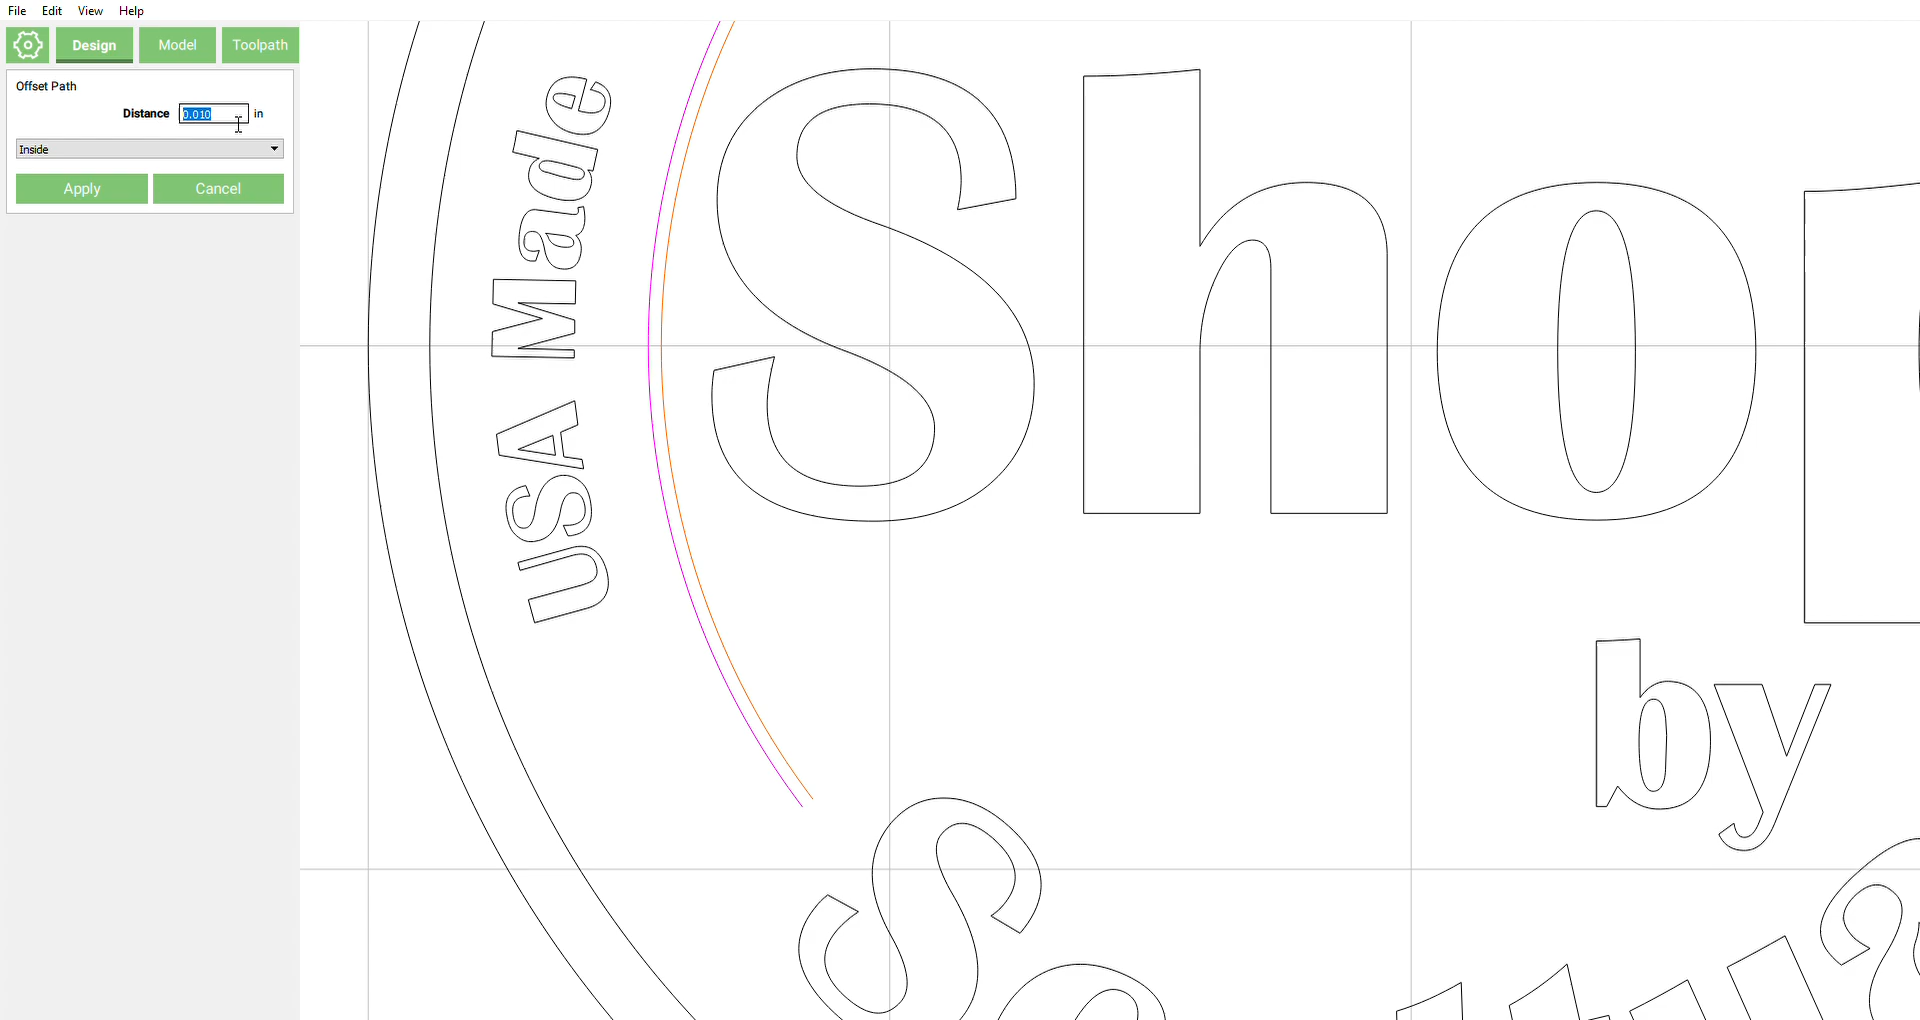 File Edit View Help
Design Model Toolpath
Offset Path
Distance 0.010 in
Inside
Apply Cancel
USA Made
Sho
by